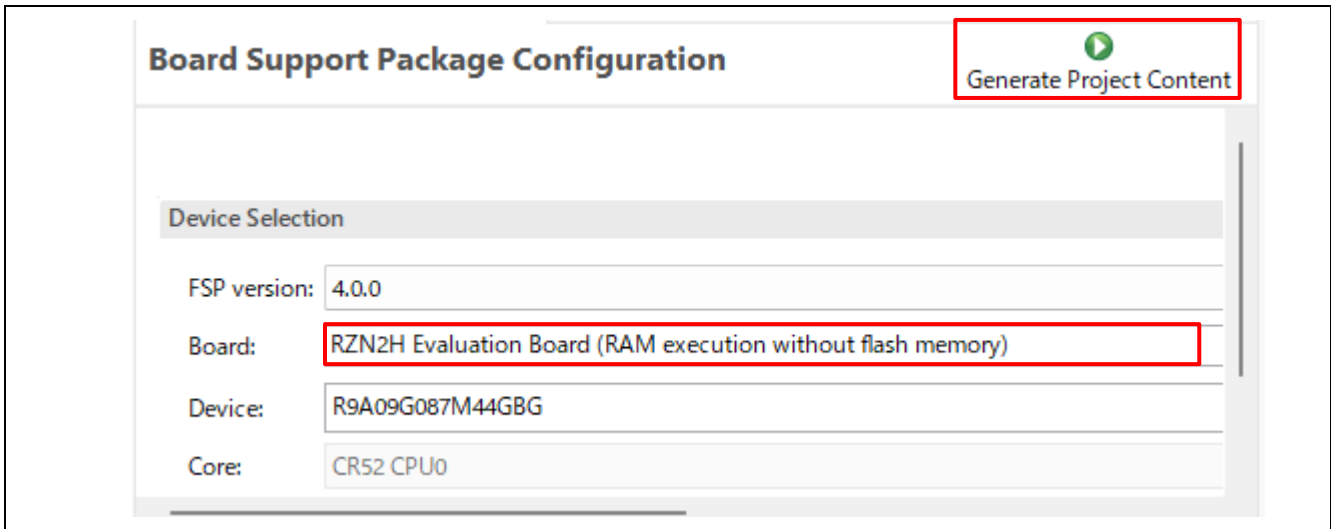 Board Support Package Configuration
Generate Project Content
Device Selection
FSP version: 4.0.0
Board: RZN2H Evaluation Board (RAM execution without flash memory)
Device: R9A09G087M44GBG
Core: CR52 CPU0